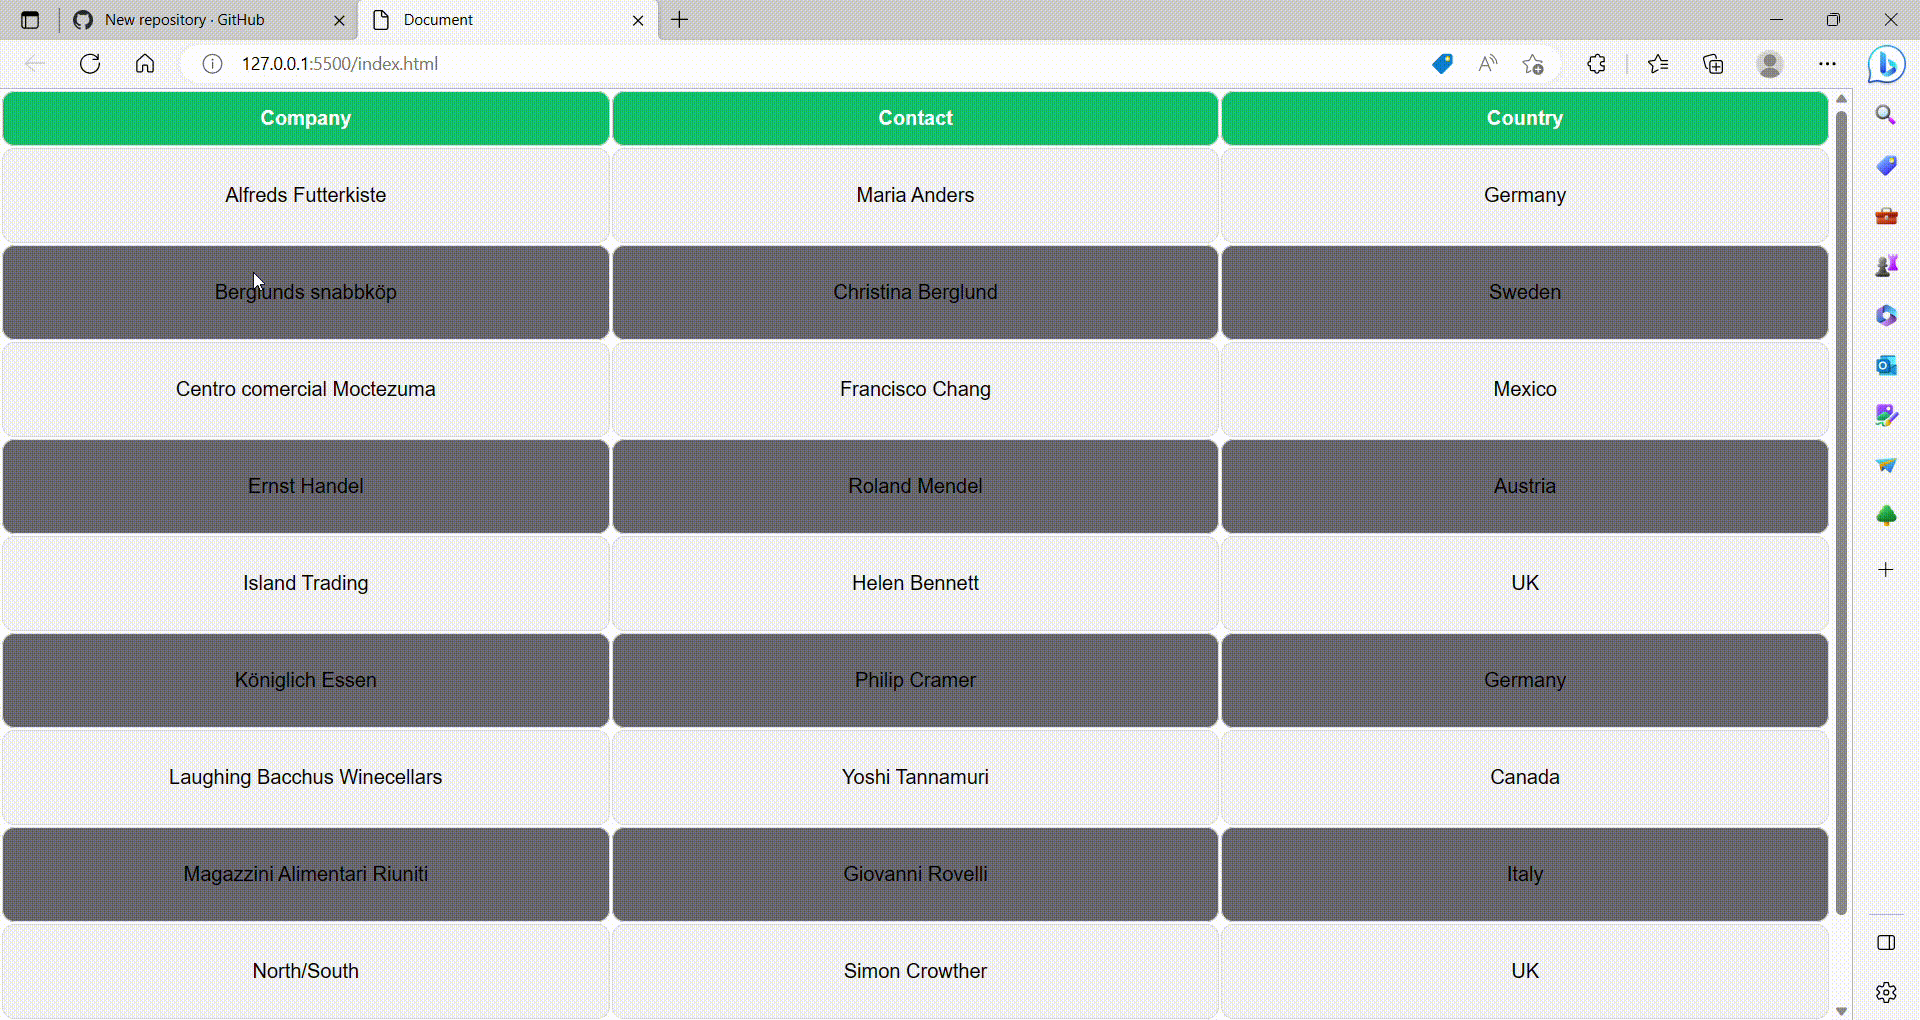 New repository · GitHub
Document
127.0.0.1:5500/index.html
Company Contact Country
Alfreds Futterkiste Maria Anders Germany
Berglunds snabbköp Christina Berglund Sweden
Centro comercial Moctezuma Francisco Chang Mexico
Ernst Handel Roland Mendel Austria
Island Trading Helen Bennett UK
Königlich Essen Philip Cramer Germany
Laughing Bacchus Winecellars Yoshi Tannamuri Canada
Magazzini Alimentari Riuniti Giovanni Rovelli Italy
North/South Simon Crowther UK